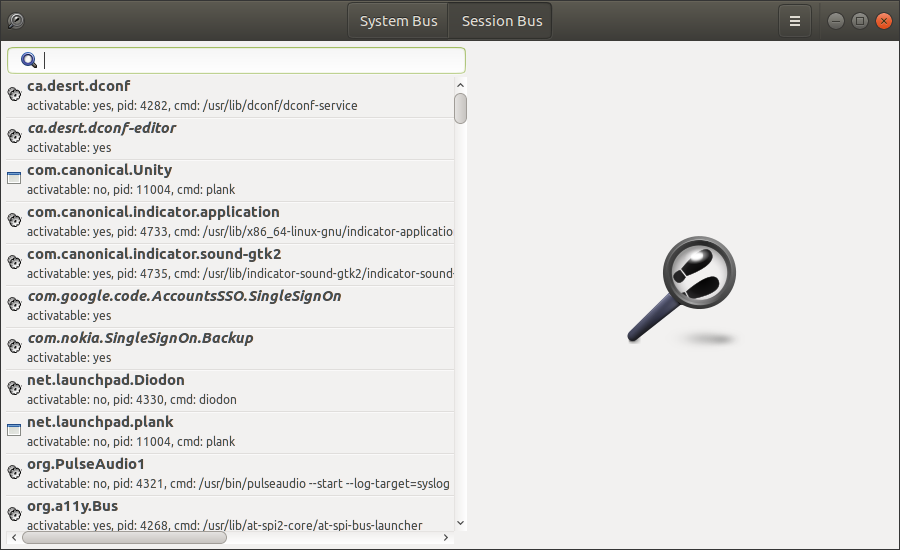 System Bus
Session Bus
ca.desrt.dconf
activatable: yes, pid: 4282, cmd: /usr/lib/dconf/dconf-service
ca.desrt.dconf-editor
activatable: yes
com.canonical.Unity
activatable: no, pid: 11004, cmd: plank
com.canonical.indicator.application
activatable: yes, pid: 4733, cmd: /usr/lib/x86_64-linux-gnu/indicator-applicatio
com.canonical.indicator.sound-gtk2
activatable: yes, pid: 4735, cmd: /usr/lib/indicator-sound-gtk2/indicator-sound-
com.google.code.AccountsSSO.SingleSignOn
activatable: yes
com.nokia.SingleSignOn.Backup
activatable: yes
net.launchpad.Diodon
activatable: no, pid: 4330, cmd: diodon
net.launchpad.plank
activatable: no, pid: 11004, cmd: plank
org.PulseAudio1
activatable: no, pid: 4321, cmd: /usr/bin/pulseaudio --start --log-target=syslog
org.a11y.Bus
activatable: yes, pid: 4268, cmd: /usr/lib/at-spi2-core/at-spi-bus-launcher